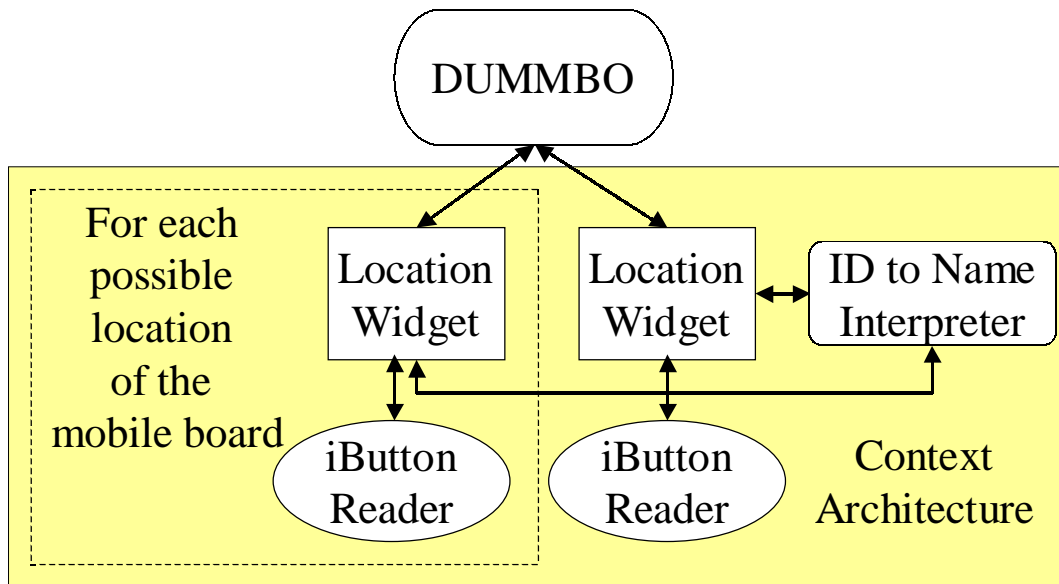 DUMMBO
For each
possible
location
of the
mobile board
Location
Widget
iButton
Reader
Location
Widget
iButton
Reader
ID to Name
Interpreter
Context
Architecture